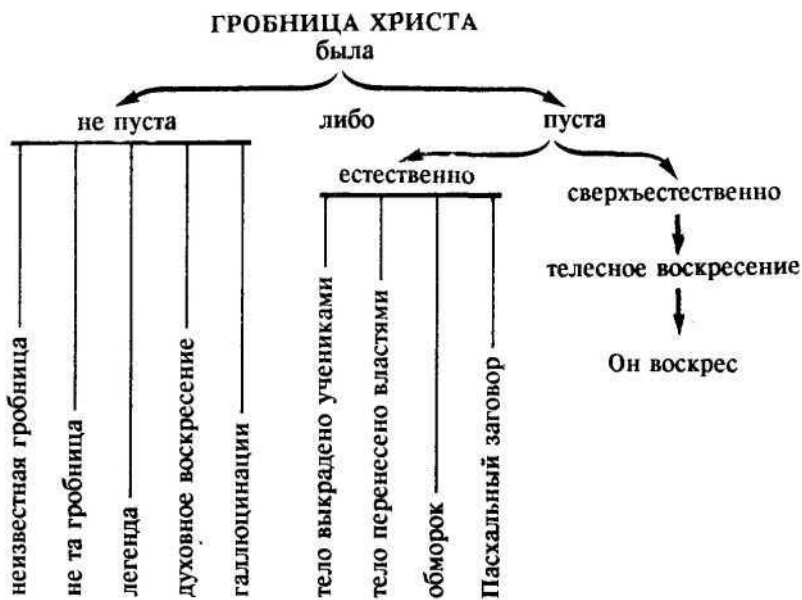 ГРОБНИЦА ХРИСТА
была
не пуста
либо
пуста
неизвестная гробница
не та гробница
легенда
духовное воскресение
галлюцинации
естественно
тело выкрадено учениками
тело перенесено властями
обморок
Пасхальный заговор
сверхъестественно
телесное воскресение
Он воскрес